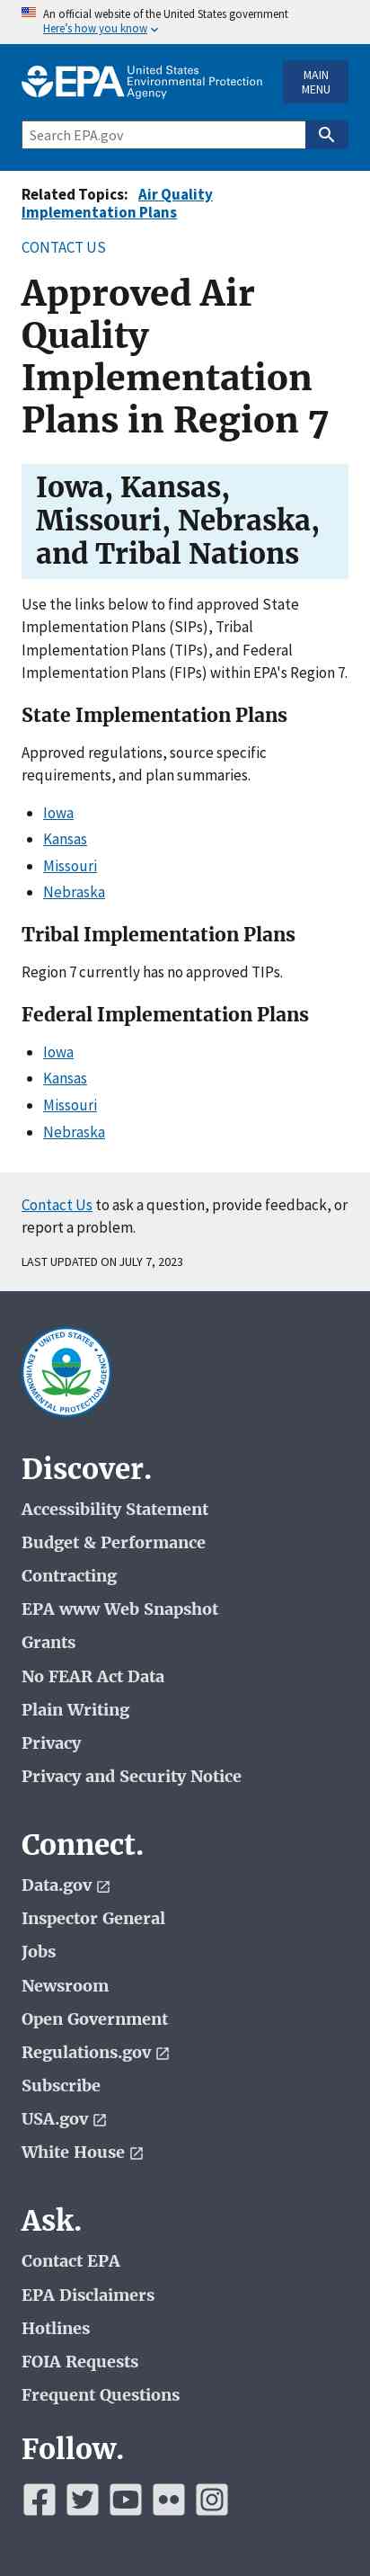 An official website of the United States government
Here's how you know
EPA United States
Environmental Protection
Agency
MAIN
MENU
Search EPA.gov
Related Topics: Air Quality
Implementation Plans
CONTACT US
Approved Air
Quality
Implementation
Plans in Region 7
Iowa, Kansas,
Missouri, Nebraska,
and Tribal Nations
Use the links below to find approved State
Implementation Plans (SIPs), Tribal
Implementation Plans (TIPs), and Federal
Implementation Plans (FIPs) within EPA's Region 7.
State Implementation Plans
Approved regulations, source specific
requirements, and plan summaries.
Iowa
Kansas
Missouri
Nebraska
Tribal Implementation Plans
Region 7 currently has no approved TIPs.
Federal Implementation Plans
Iowa
Kansas
Missouri
Nebraska
Contact Us to ask a question, provide feedback, or
report a problem.
LAST UPDATED ON JULY 7, 2023
UNITED STATES
ENVIRONMENTAL PROTECTION AGENCY
Discover.
Accessibility Statement
Budget & Performance
Contracting
EPA www Web Snapshot
Grants
No FEAR Act Data
Plain Writing
Privacy
Privacy and Security Notice
Connect.
Data.gov
Inspector General
Jobs
Newsroom
Open Government
Regulations.gov
Subscribe
USA.gov
White House
Ask.
Contact EPA
EPA Disclaimers
Hotlines
FOIA Requests
Frequent Questions
Follow.